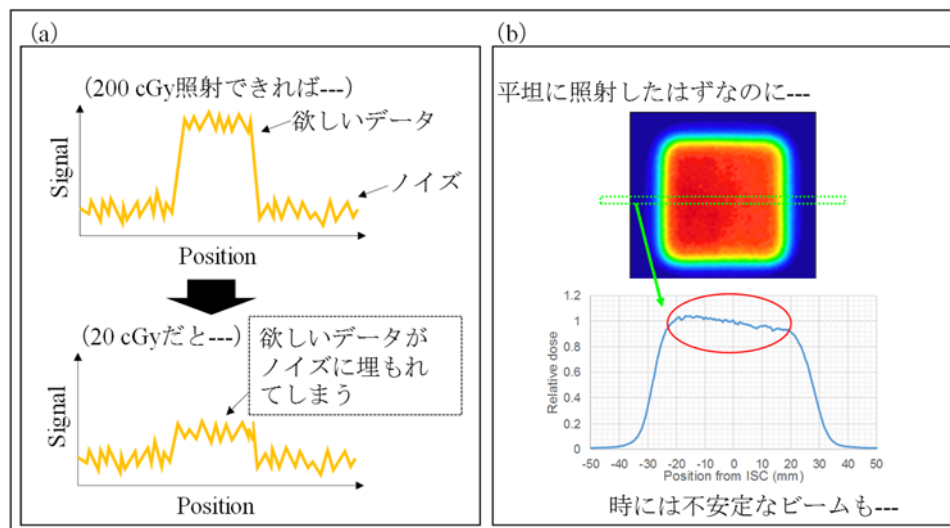 (a)
(200 cGy照射できれば---)
欲しいデータ
ノイズ
Signal
Position
(20 cGyだと---)
欲しいデータが
ノイズに埋もれ
てしまう
Signal
Position
(b)
平坦に照射したはずなのに---
1.2
1
0.8
0.6
0.4
0.2
0
Relative dose
-50 -40 -30 -20 -10 0 10 20 30 40 50
Position from ISC (mm)
時には不安定なビームも---